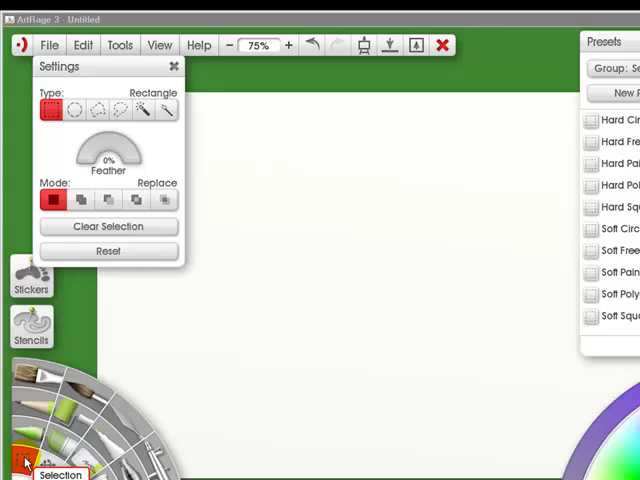 ArtRage 3 - Untitled
File Edit Tools View Help 75%
Settings
Type: Rectangle
0%
Feather
Mode: Replace
Clear Selection
Reset
Stickers
Stencils
Selection
Presets
Group: Se
New P
Hard Cir
Hard Fre
Hard Pai
Hard Pol
Hard Squ
Soft Circ
Soft Free
Soft Pain
Soft Poly
Soft Squa